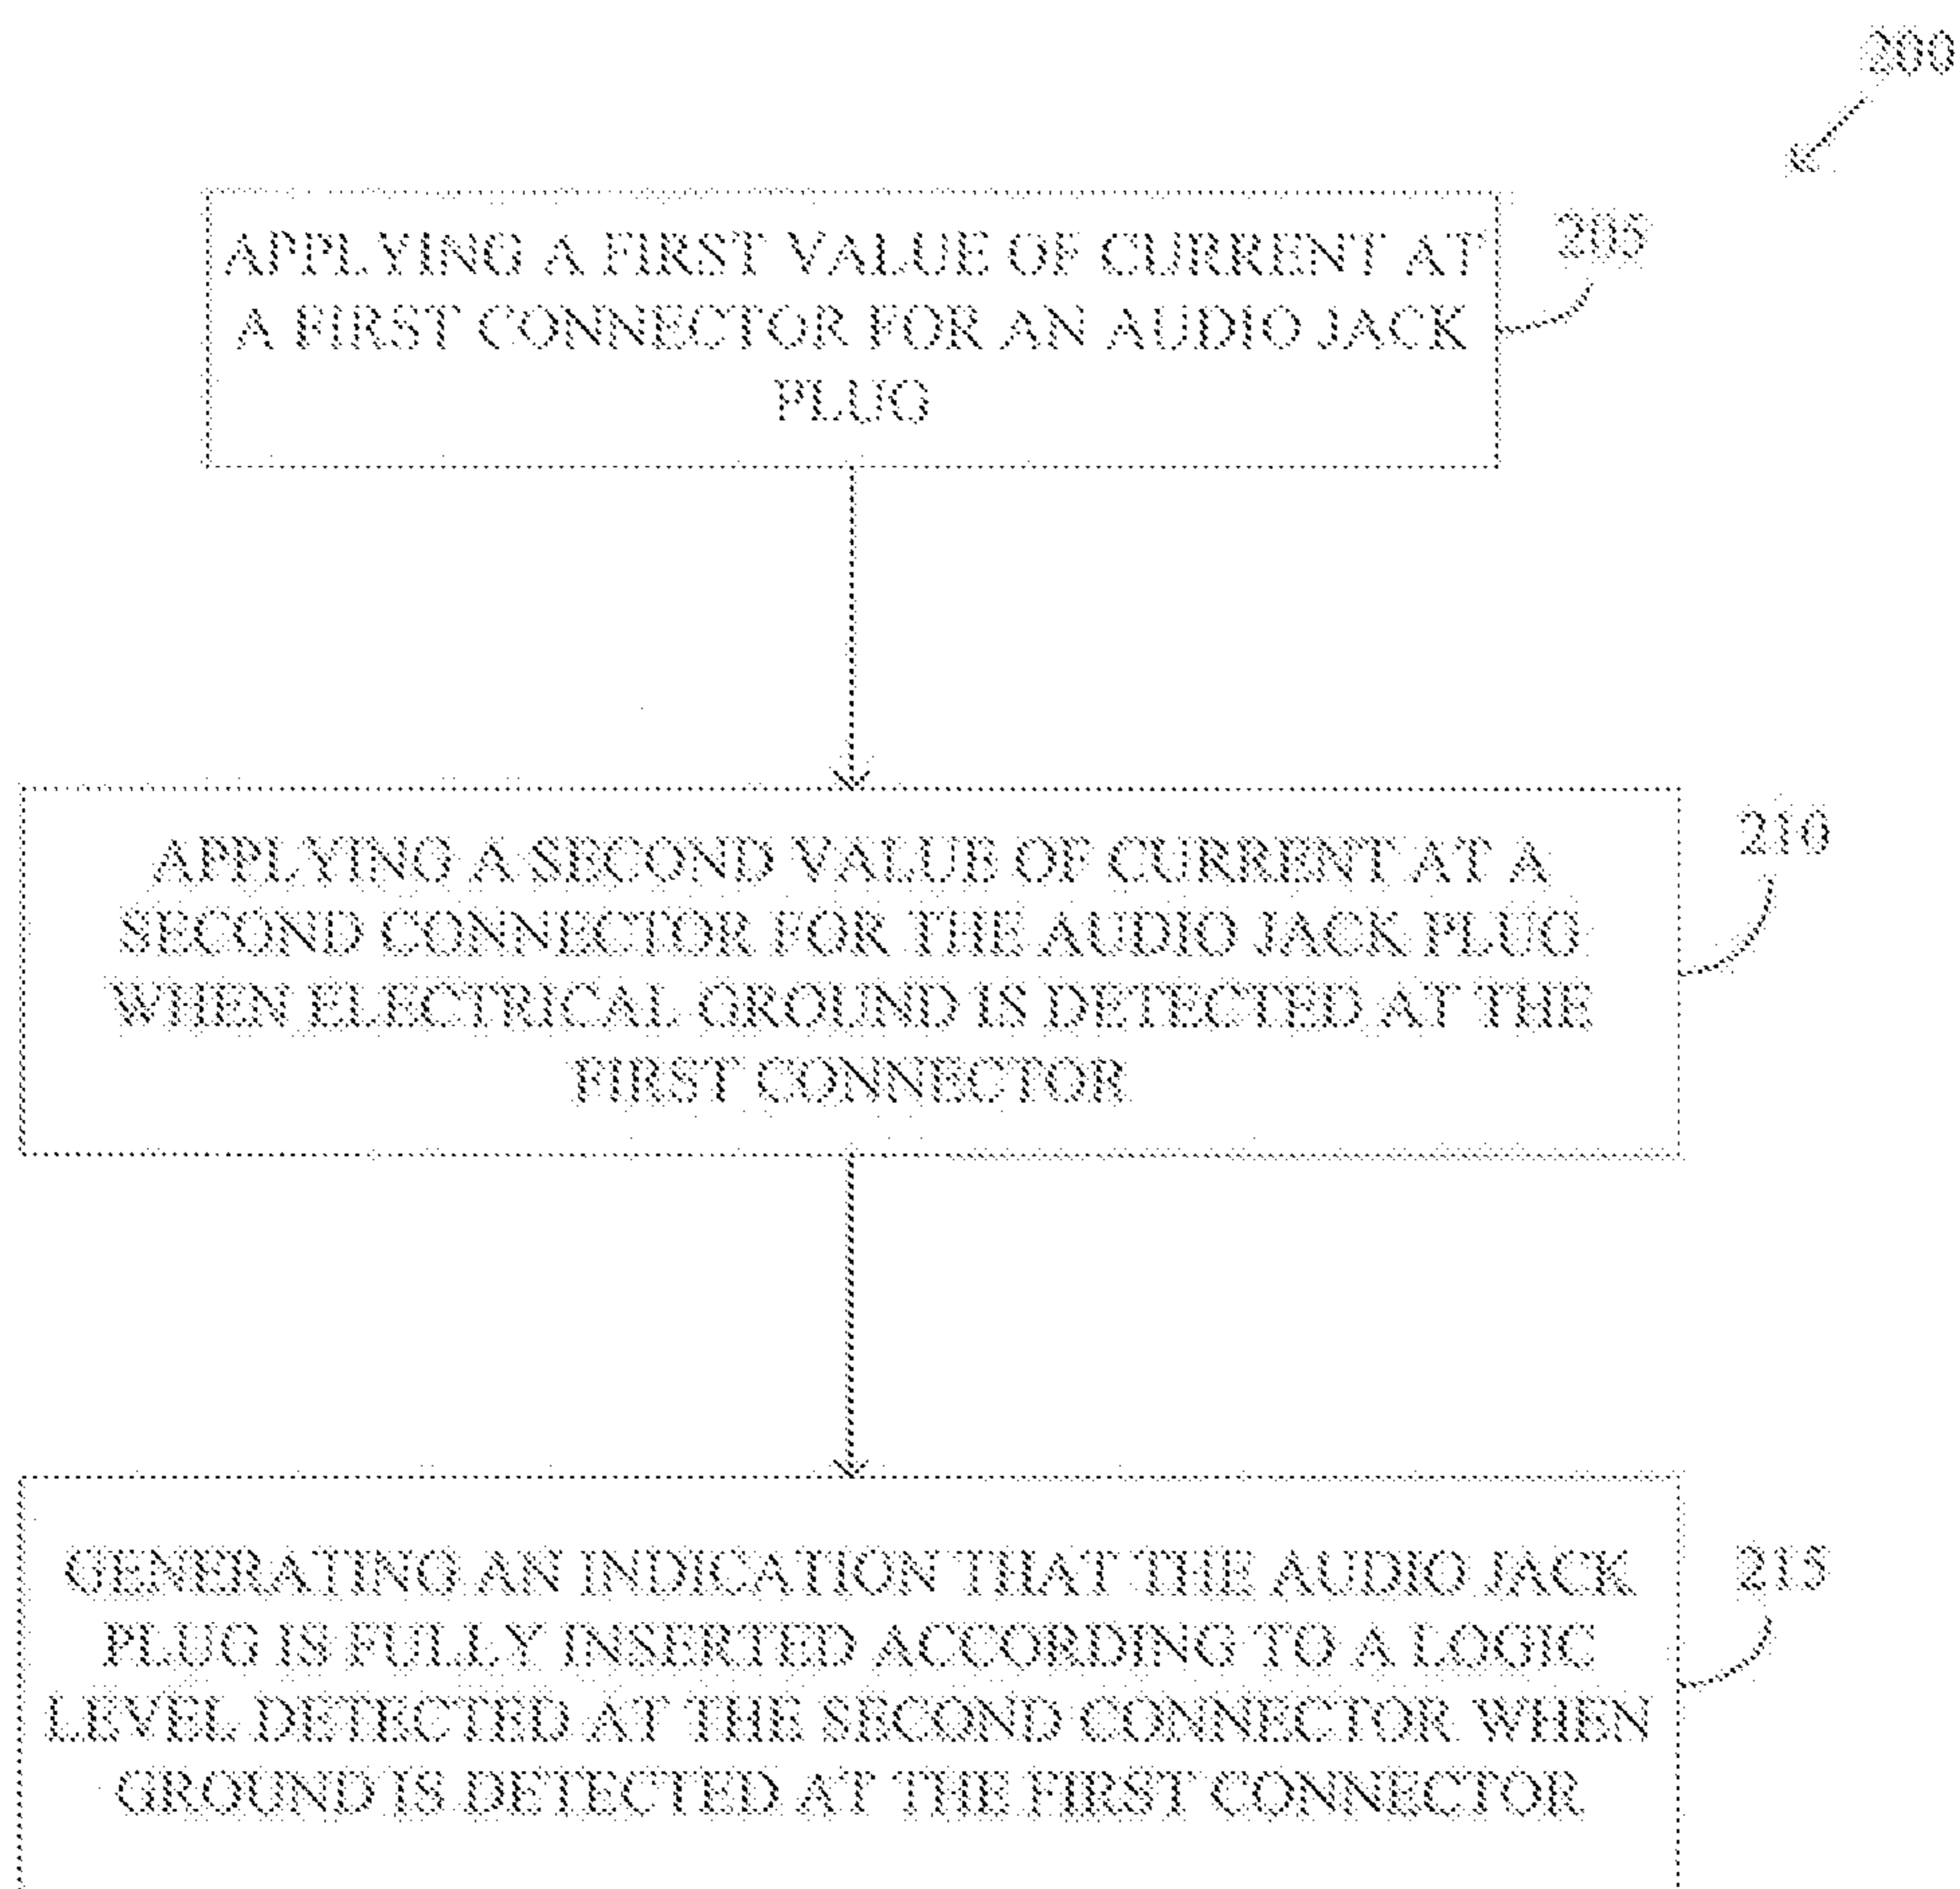 200
APPLYING A FIRST VALUE OF CURRENT AT
A FIRST CONNECTOR FOR AN AUDIO JACK
PLUG
205
APPLYING A SECOND VALUE OF CURRENT AT A
SECOND CONNECTOR FOR THE AUDIO JACK PLUG
WHEN ELECTRICAL GROUND IS DETECTED AT THE
FIRST CONNECTOR
210
GENERATING AN INDICATION THAT THE AUDIO JACK
PLUG IS FULLY INSERTED ACCORDING TO A LOGIC
LEVEL DETECTED AT THE SECOND CONNECTOR WHEN
GROUND IS DETECTED AT THE FIRST CONNECTOR
215